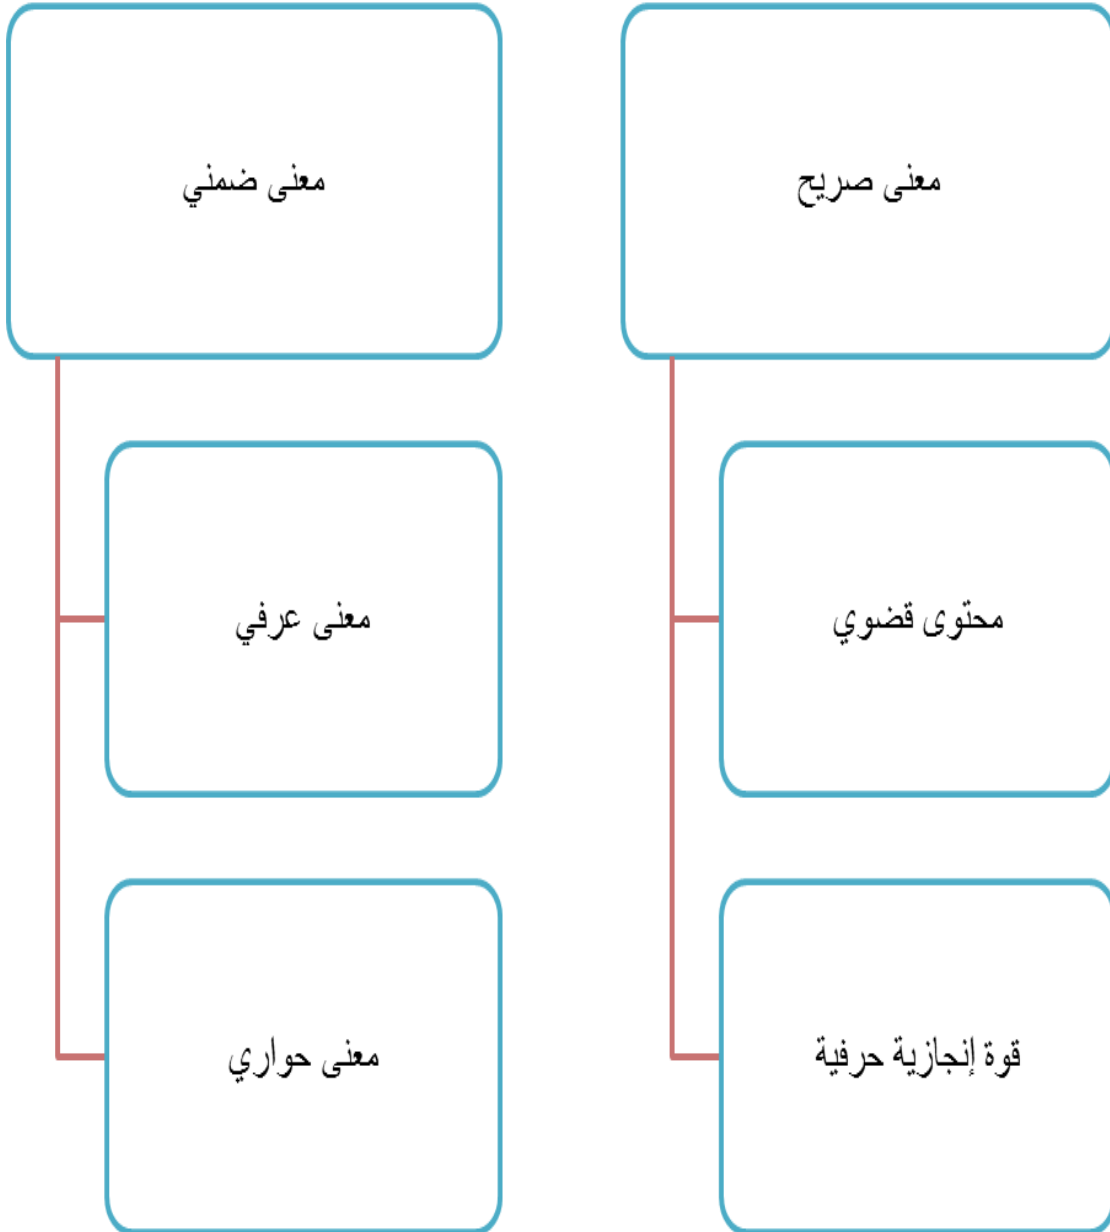 معنى صريح
محتوى قضوي
قوة إنجازية حرفية
معنى ضمني
معنى عرفي
معنى حواري